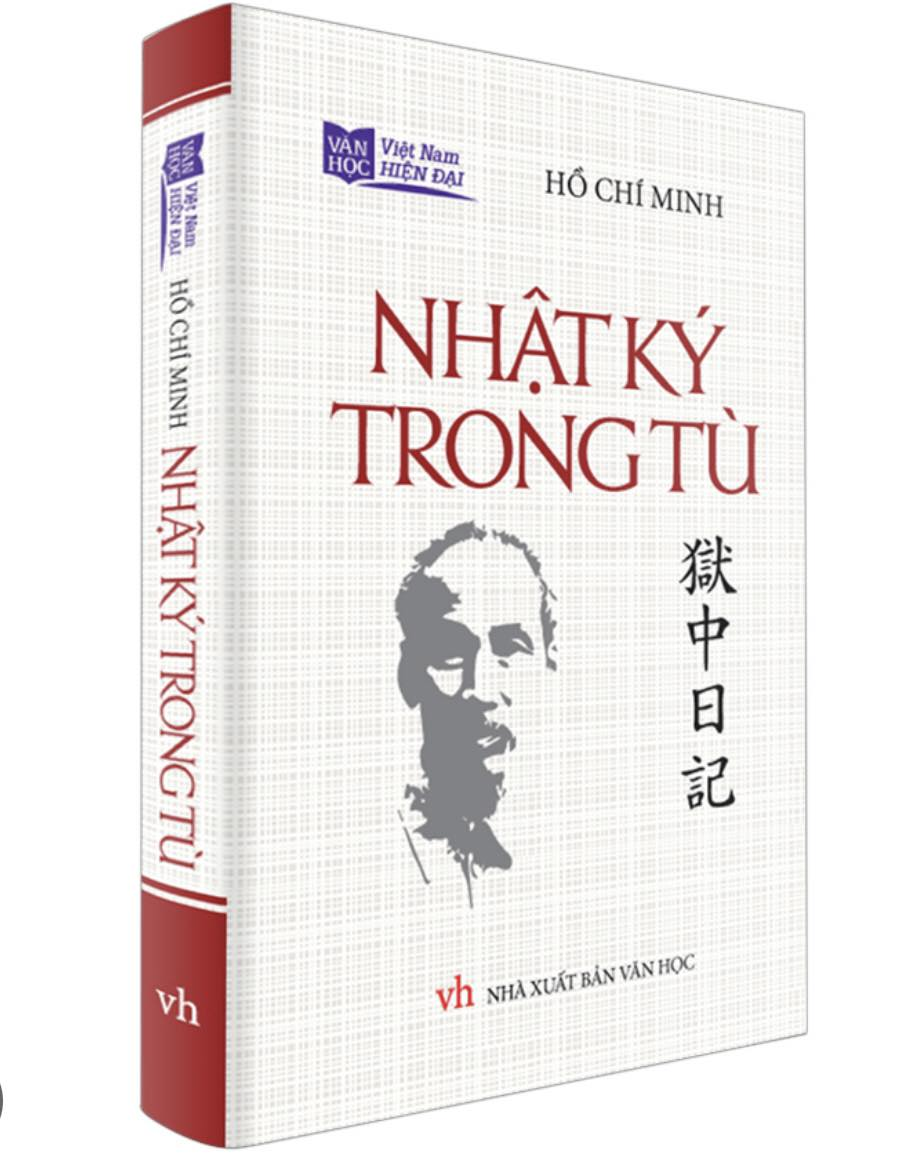 VĂN
HỌC
Việt Nam
HIỆN ĐẠI
HỒ CHÍ MINH
NHẬT KÝ
TRONG TÙ
獄中日記
vh NHÀ XUẤT BẢN VĂN HỌC
VĂN
HỌC
Việt Nam
HIỆN ĐẠI
HỒ CHÍ MINH
NHẬT KÝ TRONG TÙ
vh